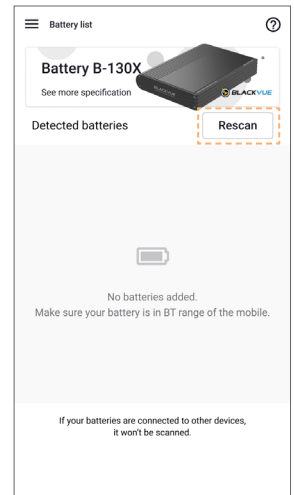 Battery list
Battery B-130X
See more specification
BLACKVUE
Detected batteries
Rescan
No batteries added.
Make sure your battery is in BT range of the mobile.
If your batteries are connected to other devices,
it won't be scanned.